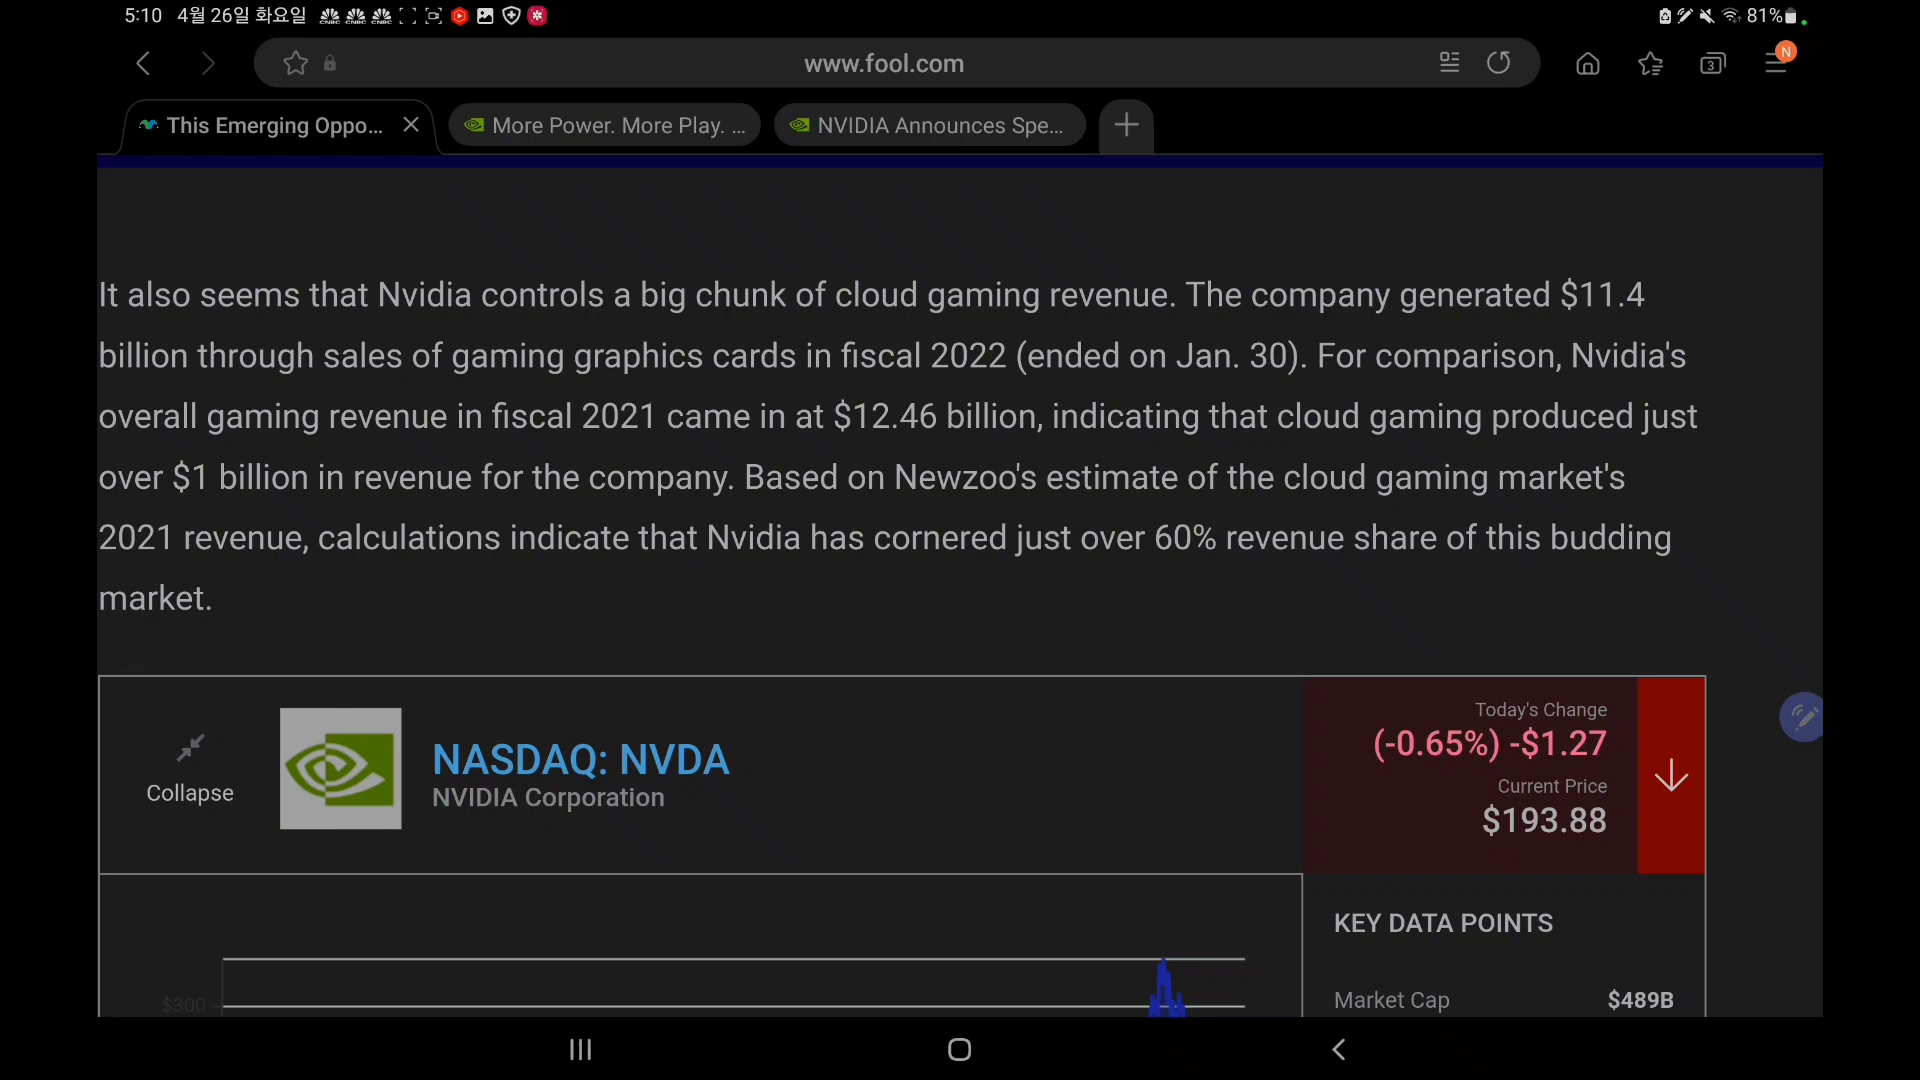 5:10 4월 26일 화요일
81%
www.fool.com
3
N
This Emerging Oppo...
More Power. More Play. ...
NVIDIA Announces Spe...
It also seems that Nvidia controls a big chunk of cloud gaming revenue. The company generated $11.4
billion through sales of gaming graphics cards in fiscal 2022 (ended on Jan. 30). For comparison, Nvidia's
overall gaming revenue in fiscal 2021 came in at $12.46 billion, indicating that cloud gaming produced just
over $1 billion in revenue for the company. Based on Newzoo's estimate of the cloud gaming market's
2021 revenue, calculations indicate that Nvidia has cornered just over 60% revenue share of this budding
market.
Collapse
NASDAQ: NVDA
NVIDIA Corporation
Today's Change
(-0.65%) -$1.27
Current Price
$193.88
KEY DATA POINTS
$300
Market Cap $489B